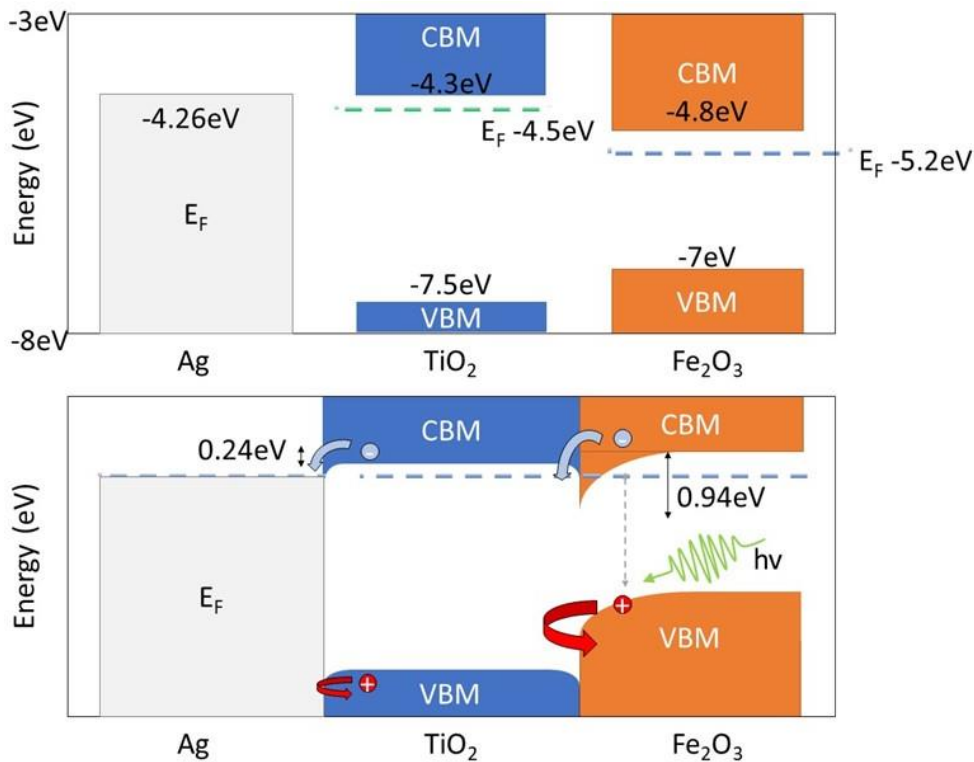 -3eV
CBM
-4.3eV
CBM
-4.26eV
-4.8eV
E_F -4.5eV
E_F -5.2eV
Energy (eV)
E_F
-7eV
-7.5eV
VBM
VBM
-8eV
Ag
TiO₂
Fe₂O₃
CBM
CBM
0.24eV
-
-
0.94eV
Energy (eV)
hν
E_F
+
VBM
+
VBM
Ag
TiO₂
Fe₂O₃